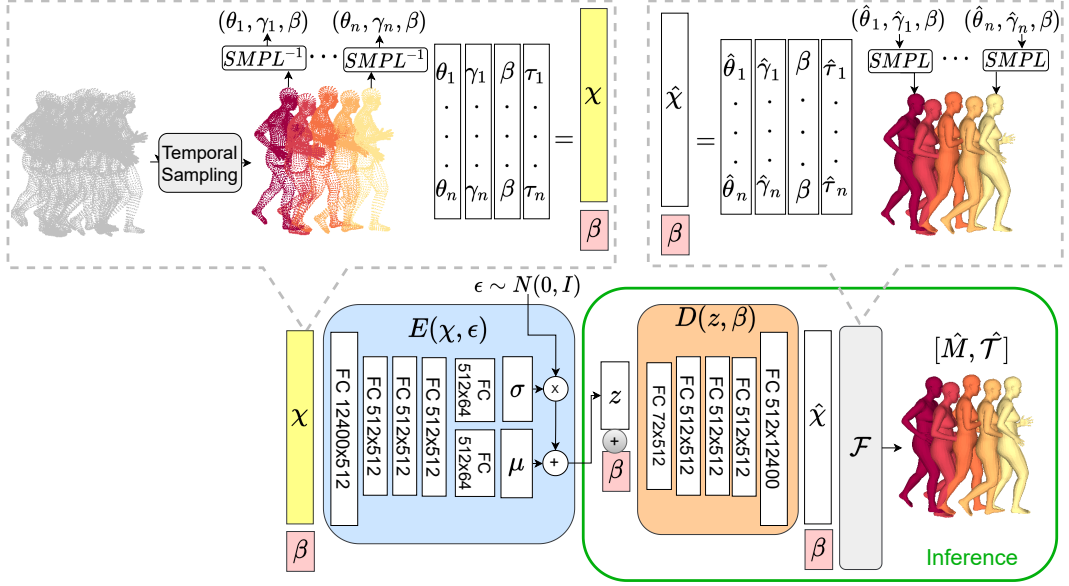 (θ₁, γ₁, β)
(θₙ, γₙ, β)
SMPL⁻¹
···
SMPL⁻¹
Temporal
Sampling
θ₁ γ₁ β τ₁
. . . .
. . . .
. . . .
θₙ γₙ β τₙ
=
χ
β
χ̂
β
=
θ̂₁ γ̂₁ β τ̂₁
. . . .
. . . .
. . . .
θ̂ₙ γ̂ₙ β τ̂ₙ
(θ̂₁, γ̂₁, β)
(θ̂ₙ, γ̂ₙ, β)
SMPL
···
SMPL
ϵ ∼ N(0, I)
χ
β
E(χ, ϵ)
FC 12400x512
FC 512x512
FC 512x512
FC 512x512
FC
512x64
FC
512x64
σ
μ
x
+
z
+
β
D(z, β)
FC 72x512
FC 512x512
FC 512x512
FC 512x512
FC 512x12400
χ̂
β
ℱ
[M̂, 𝒯̂]
Inference